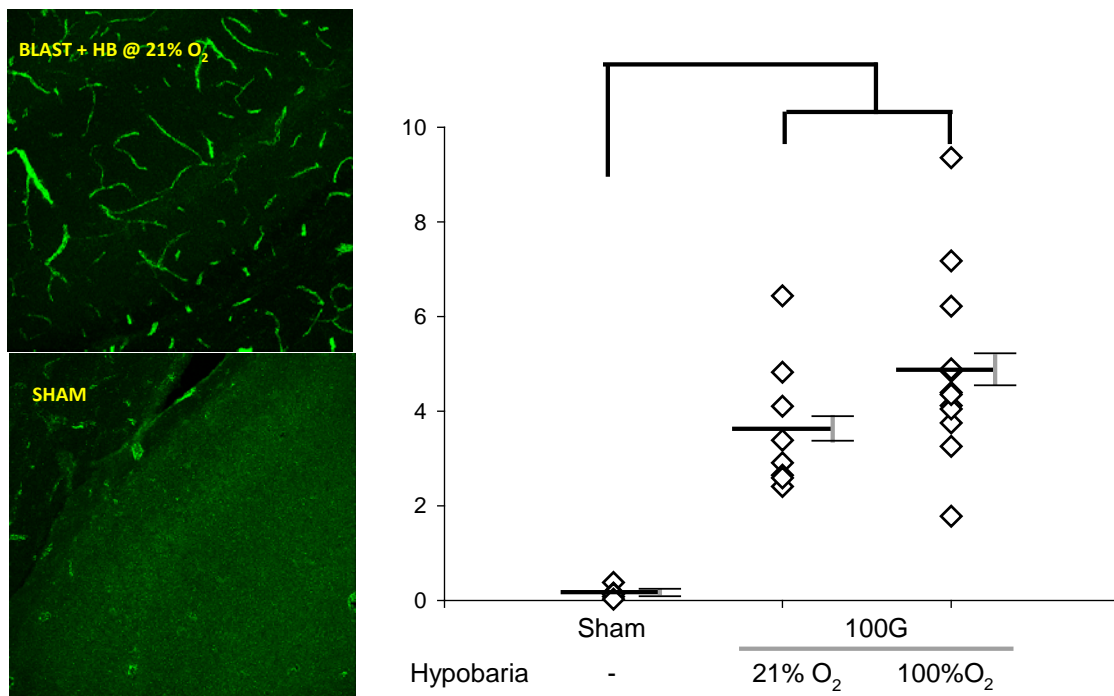 BLAST + HB @ 21% O₂
SHAM
10
8
6
4
2
0
Sham 100G
Hypobaria - 21% O₂ 100%O₂